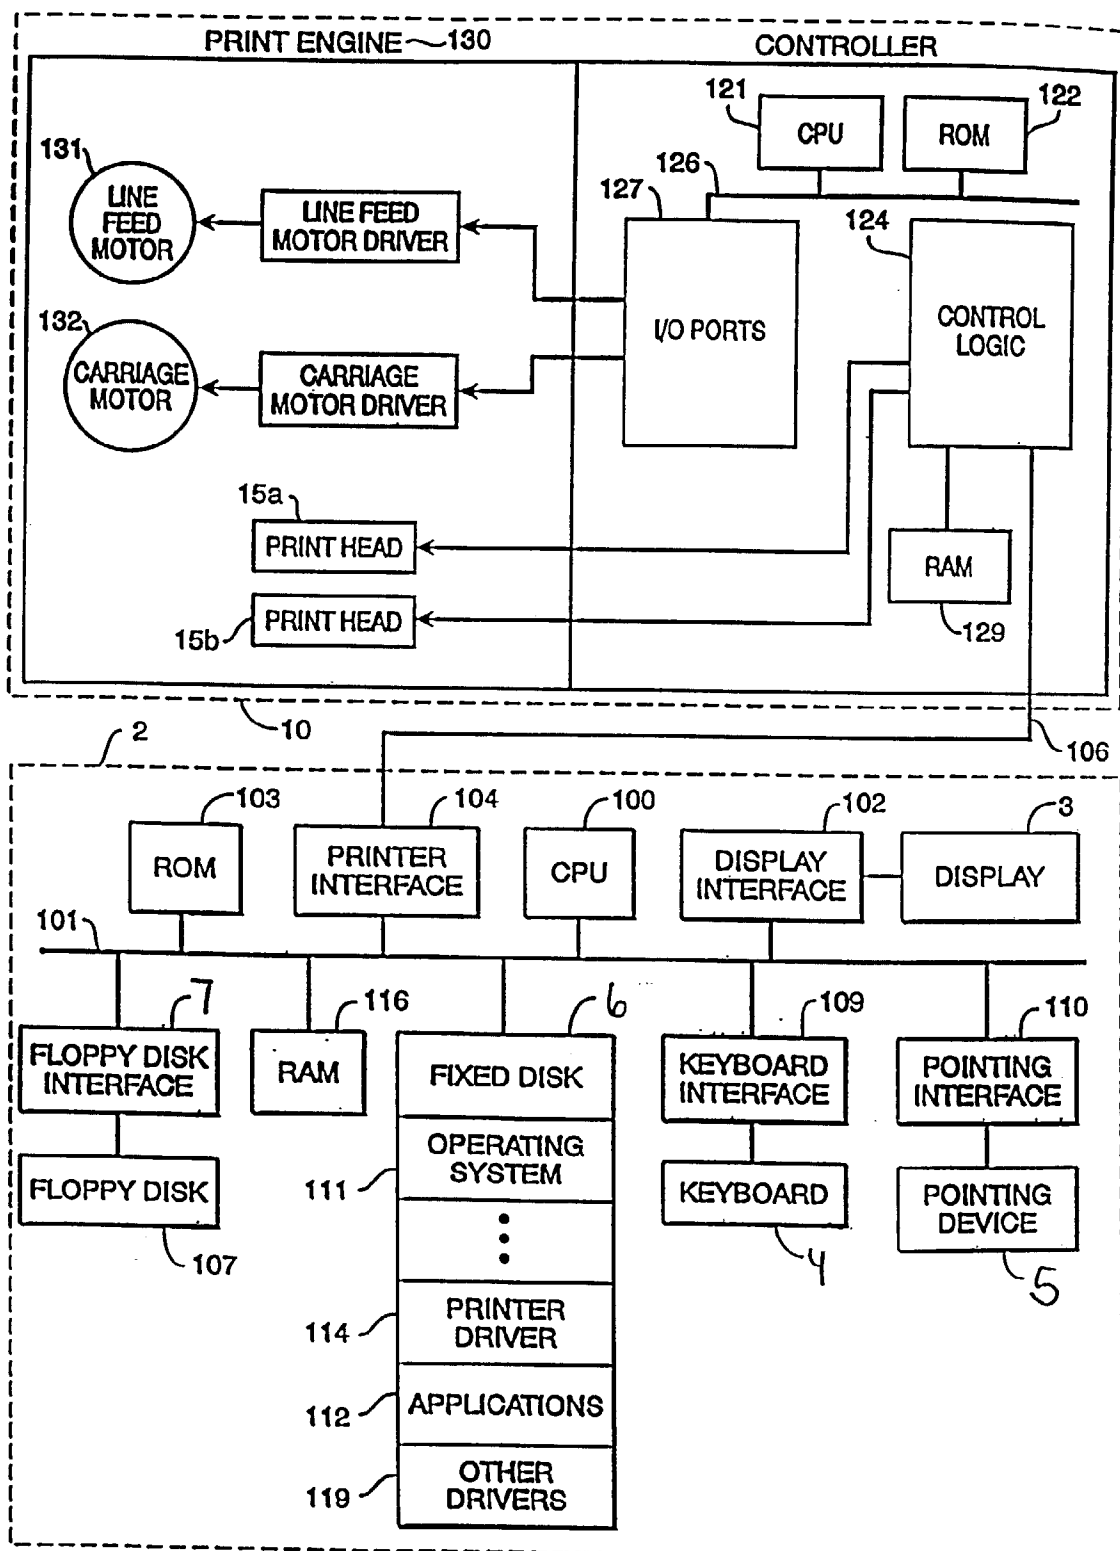 PRINT ENGINE 130
CONTROLLER
121
CPU
ROM
122
131
LINE
FEED
MOTOR
LINE FEED
MOTOR DRIVER
127
126
124
I/O PORTS
CONTROL
LOGIC
132
CARRIAGE
MOTOR
CARRIAGE
MOTOR DRIVER
15a
PRINT HEAD
RAM
129
15b
PRINT HEAD
10
106
2
103
104
100
102
3
ROM
PRINTER
INTERFACE
CPU
DISPLAY
INTERFACE
DISPLAY
101
7
116
6
109
110
FLOPPY DISK
INTERFACE
RAM
FIXED DISK
KEYBOARD
INTERFACE
POINTING
INTERFACE
111
OPERATING
SYSTEM
FLOPPY DISK
KEYBOARD
POINTING
DEVICE
107
4
5
114
PRINTER
DRIVER
112
APPLICATIONS
119
OTHER
DRIVERS